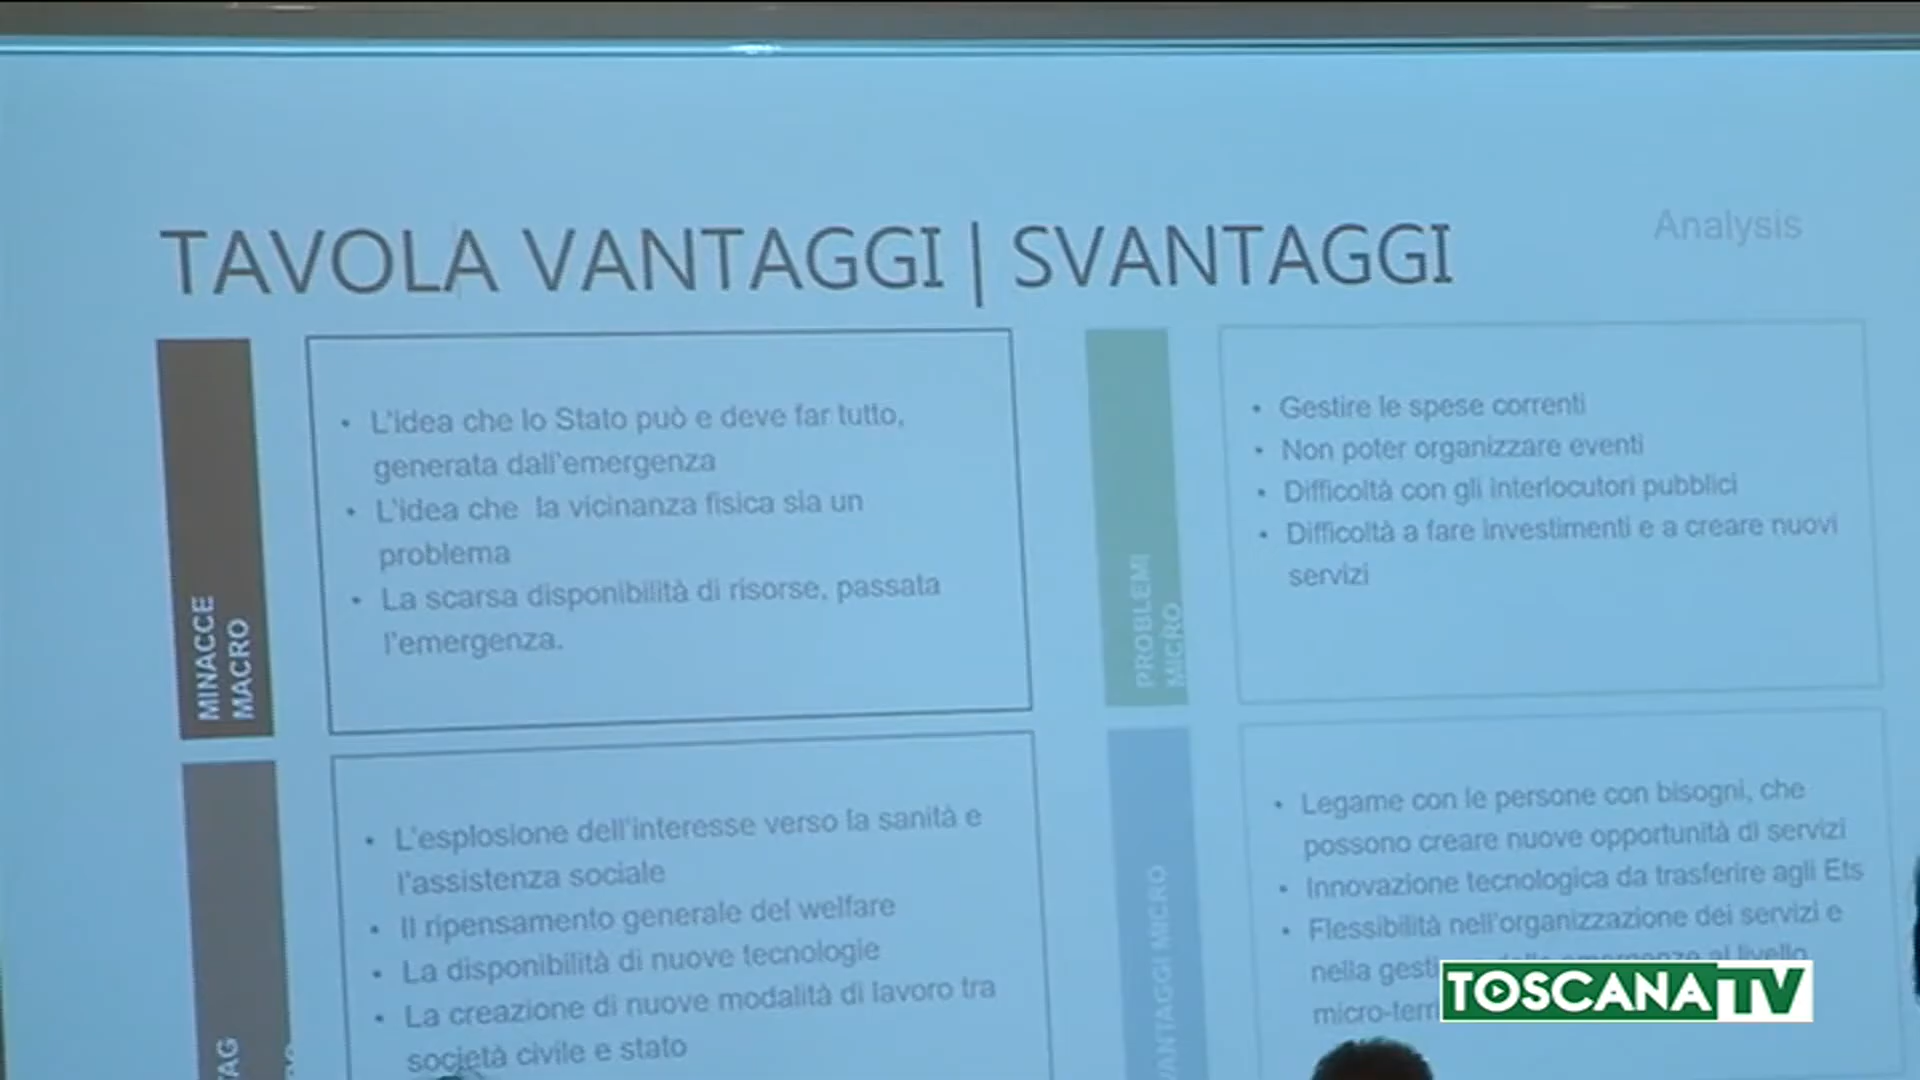 Analysis
TAVOLA VANTAGGI | SVANTAGGI
MINACCE
MACRO
• L'idea che lo Stato può e deve far tutto,
generata dall'emergenza
• L'idea che la vicinanza fisica sia un
problema
• La scarsa disponibilità di risorse, passata
l'emergenza.
PROBLEMI
MICRO
• Gestire le spese correnti
• Non poter organizzare eventi
• Difficoltà con gli interlocutori pubblici
• Difficoltà a fare investimenti e a creare nuovi
servizi
• L'esplosione dell'interesse verso la sanità e
l'assistenza sociale
• Il ripensamento generale del welfare
• La disponibilità di nuove tecnologie
• La creazione di nuove modalità di lavoro tra
società civile e stato
VANTAGGI MICRO
• Legame con le persone con bisogni, che
possono creare nuove opportunità di servizi
• Innovazione tecnologica da trasferire agli Ets
• Flessibilità nell'organizzazione dei servizi e
nella
TOSCANA TV